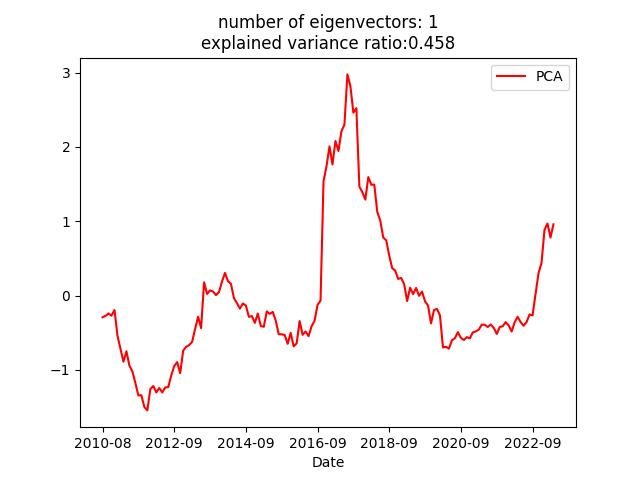 number of eigenvectors: 1
explained variance ratio:0.458
PCA
3
2
1
0
−1
2010-08 2012-09 2014-09 2016-09 2018-09 2020-09 2022-09
Date